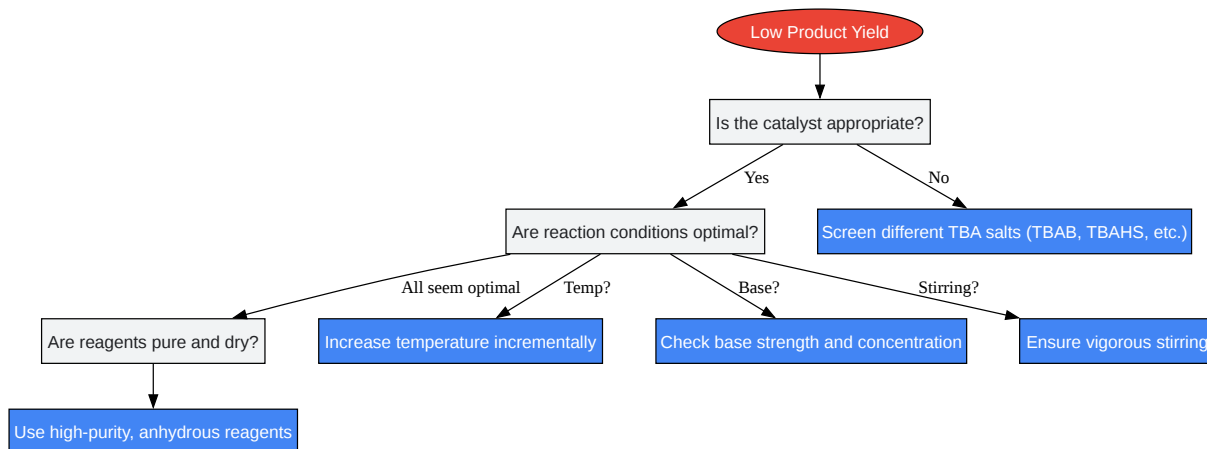 Low Product Yield
Is the catalyst appropriate?
Yes
No
Are reaction conditions optimal?
Screen different TBA salts (TBAB, TBAHS, etc.)
All seem optimal
Temp?
Base?
Stirring?
Are reagents pure and dry?
Increase temperature incrementally
Check base strength and concentration
Ensure vigorous stirring
Use high-purity, anhydrous reagents